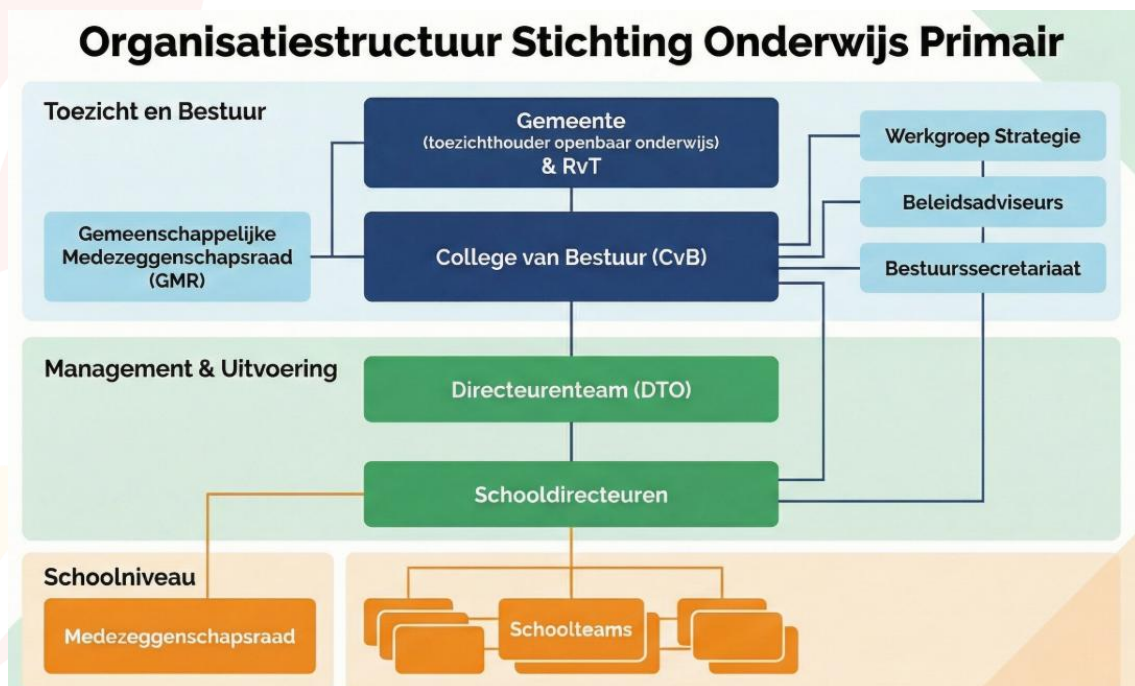 Organisatiestructuur Stichting Onderwijs Primair
Toezicht en Bestuur
Gemeente
(toezichthouder openbaar onderwijs)
& RvT
Werkgroep Strategie
Beleidsadviseurs
Gemeenschappelijke
Medezeggenschapsraad
(GMR)
College van Bestuur (CvB)
Bestuurssecretariaat
Management & Uitvoering
Directeurenteam (DTO)
Schooldirecteuren
Schoolniveau
Medezeggenschapsraad
Schoolteams